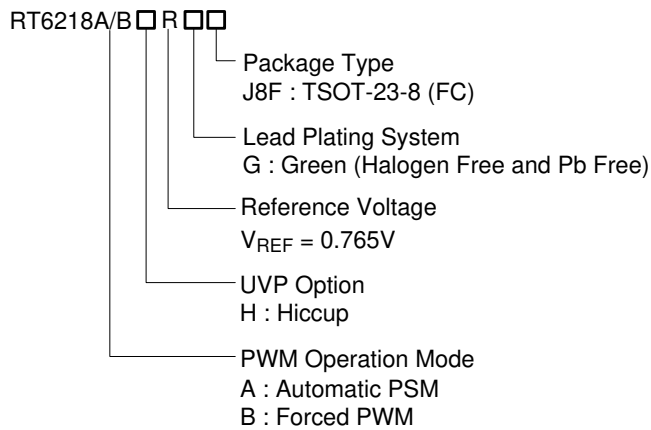 RT6218A/B□R□□
Package Type
J8F : TSOT-23-8 (FC)
Lead Plating System
G : Green (Halogen Free and Pb Free)
Reference Voltage
VREF = 0.765V
UVP Option
H : Hiccup
PWM Operation Mode
A : Automatic PSM
B : Forced PWM